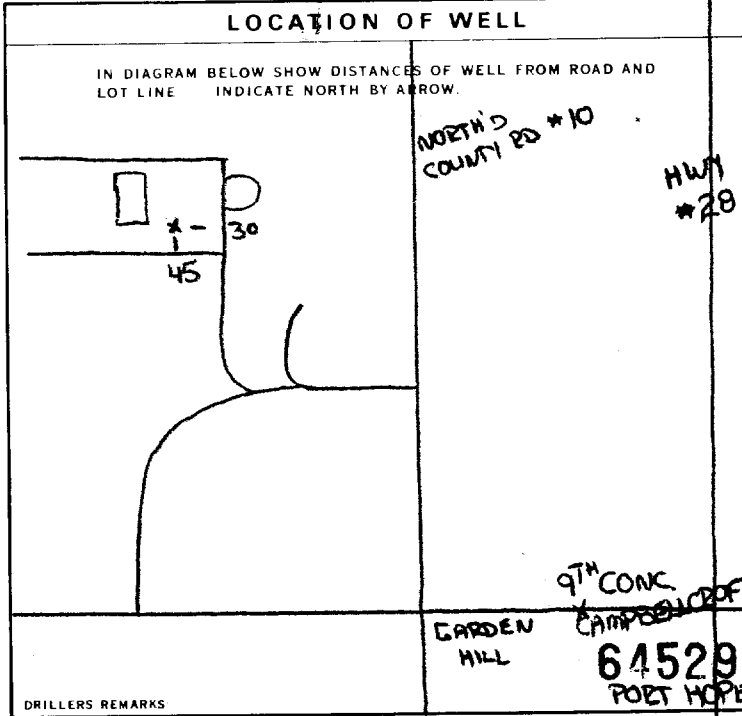 LOCATION OF WELL
IN DIAGRAM BELOW SHOW DISTANCES OF WELL FROM ROAD AND
LOT LINE INDICATE NORTH BY ARROW.
NORTH'D
COUNTY RD #10
HWY
#28
x - 30
45
9TH CONC
x
CAMPBELLCROF
GARDEN
HILL
64529
PORT HOPE
DRILLERS REMARKS